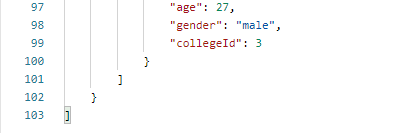 97 "age": 27,
98 "gender": "male",
99 "collegeId": 3
100 }
101 ]
102 }
103 ]